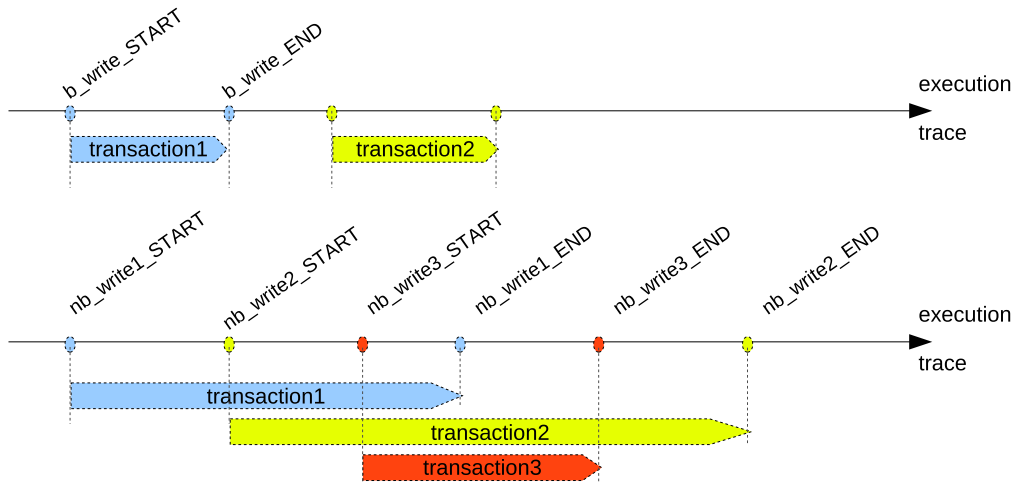 b_write_START
b_write_END
execution
trace
transaction1
transaction2
nb_write1_START
nb_write2_START
nb_write3_START
nb_write1_END
nb_write3_END
nb_write2_END
execution
trace
transaction1
transaction2
transaction3